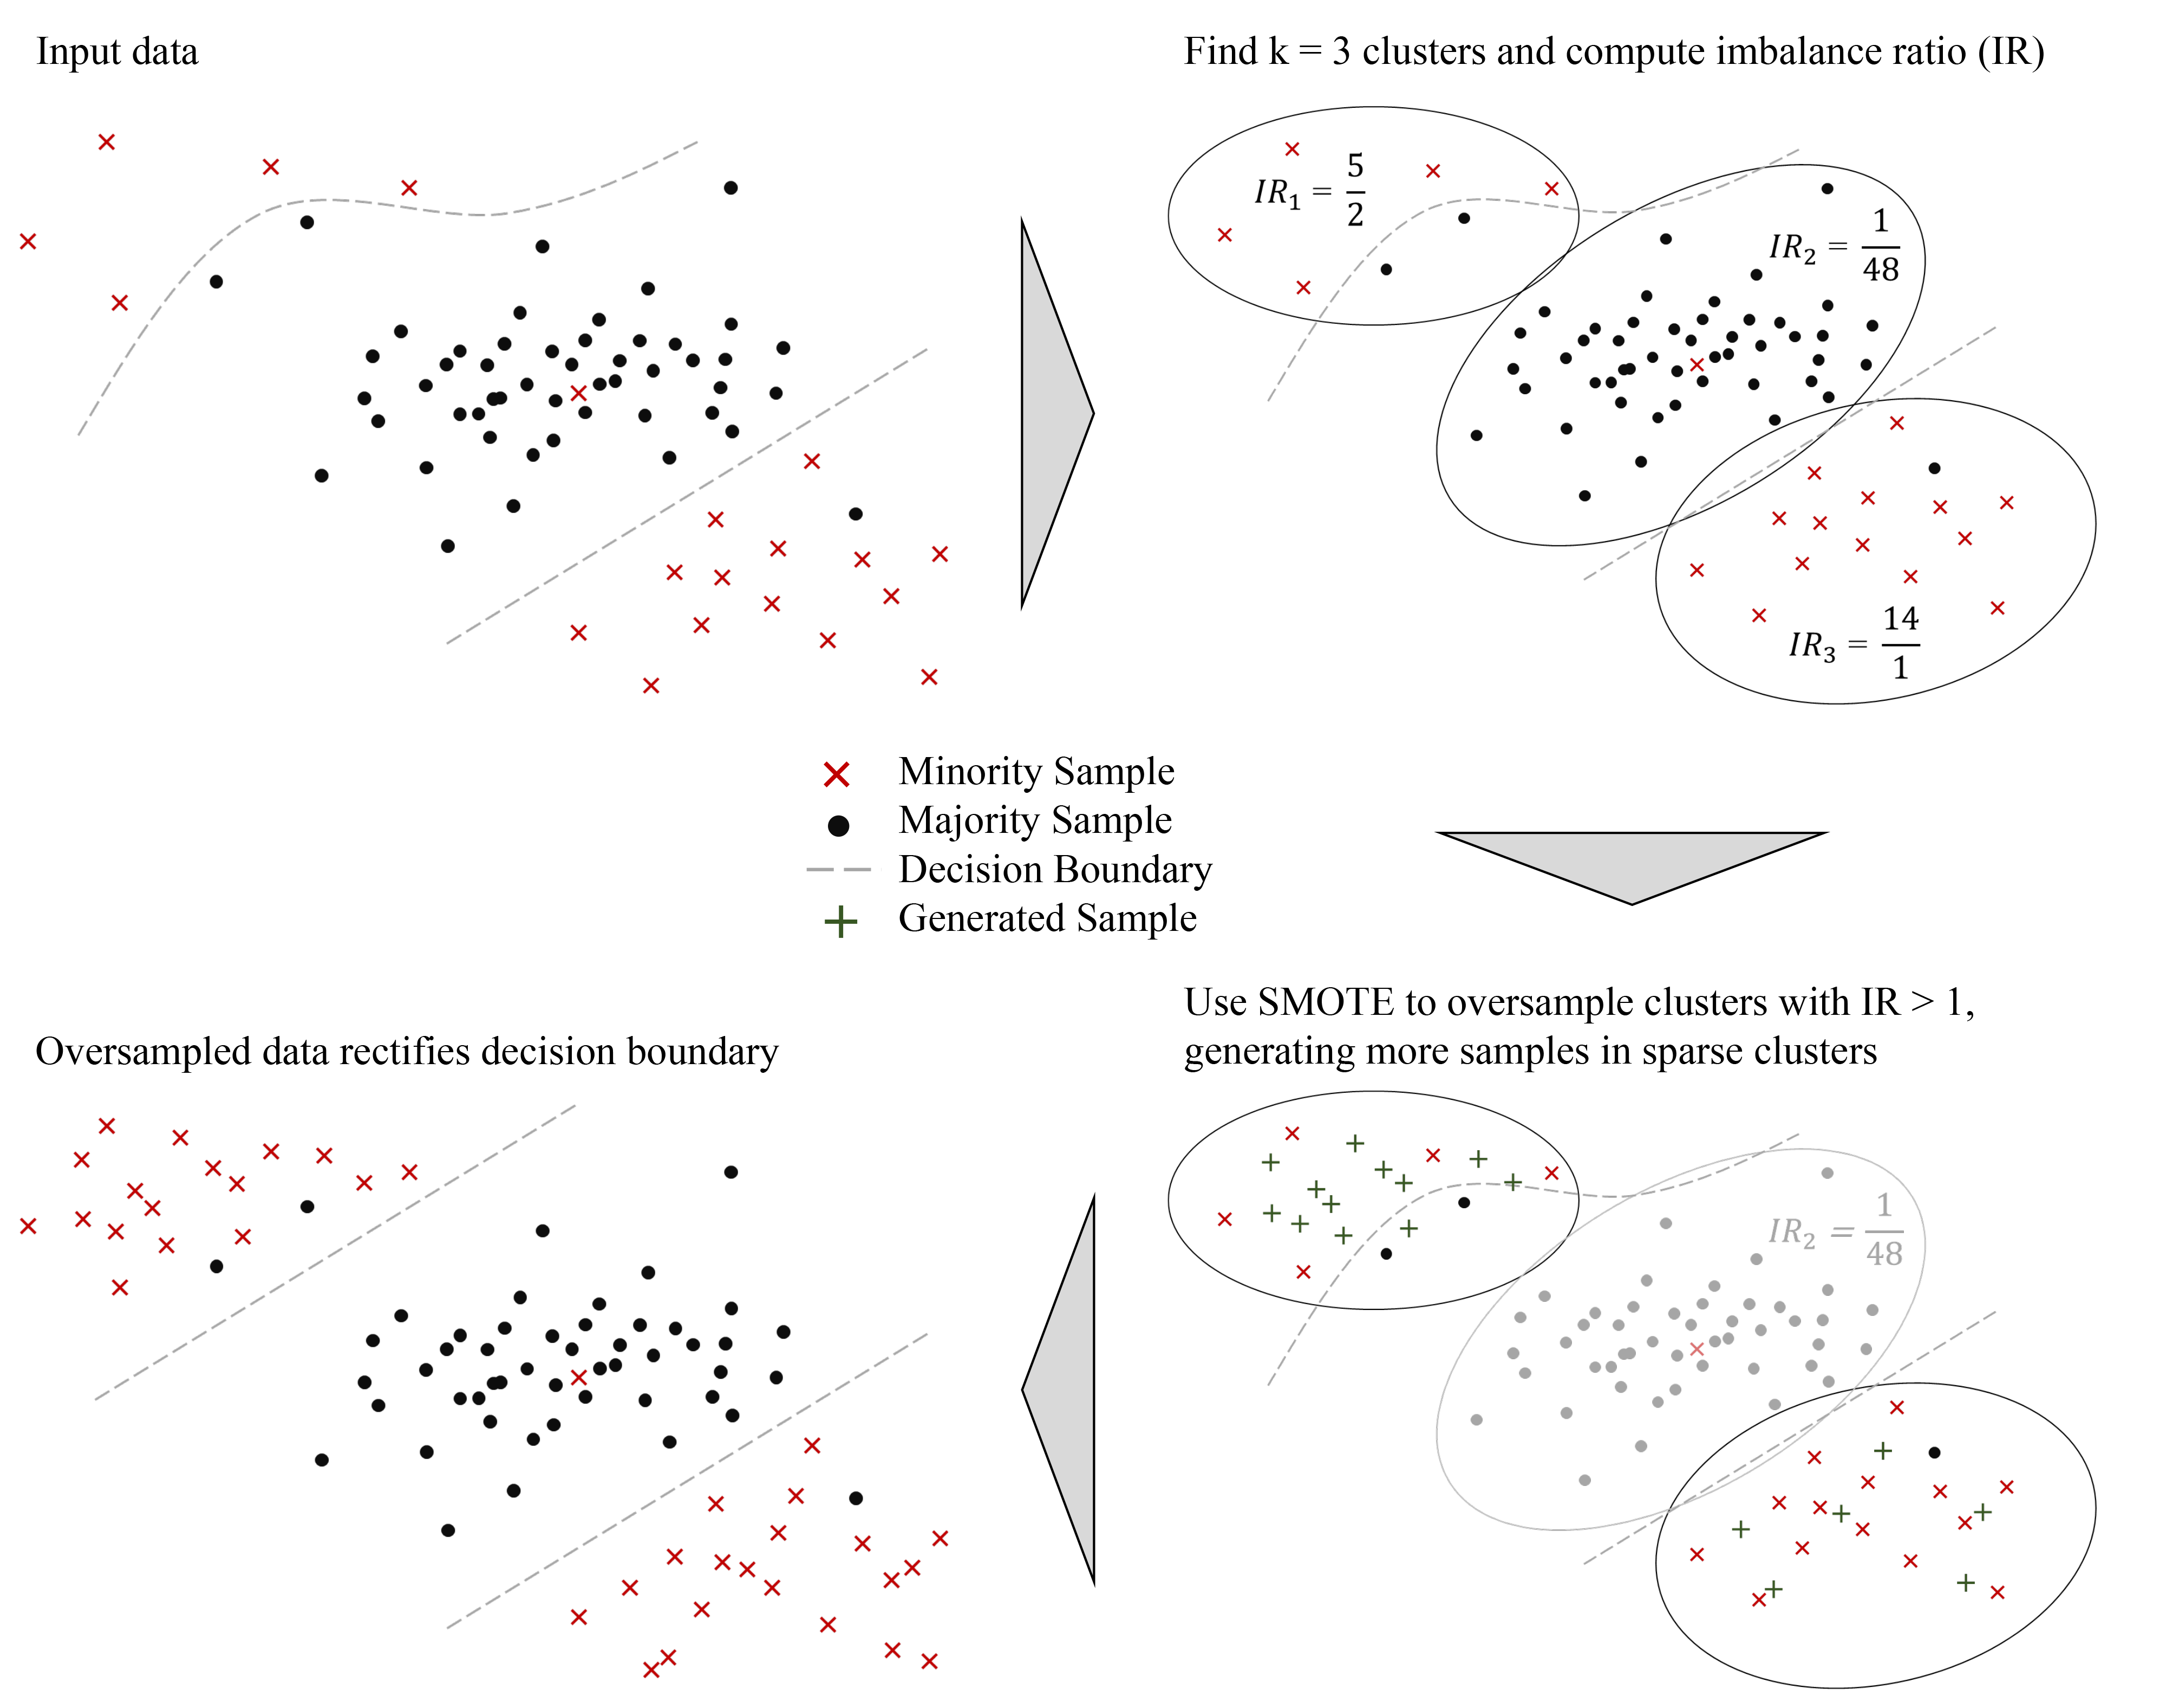 Input data
Find k = 3 clusters and compute imbalance ratio (IR)
IR₁ = 5/2
IR₂ = 1/48
IR₃ = 14/1
Minority Sample
Majority Sample
Decision Boundary
Generated Sample
Use SMOTE to oversample clusters with IR > 1,
generating more samples in sparse clusters
Oversampled data rectifies decision boundary
IR₂ = 1/48